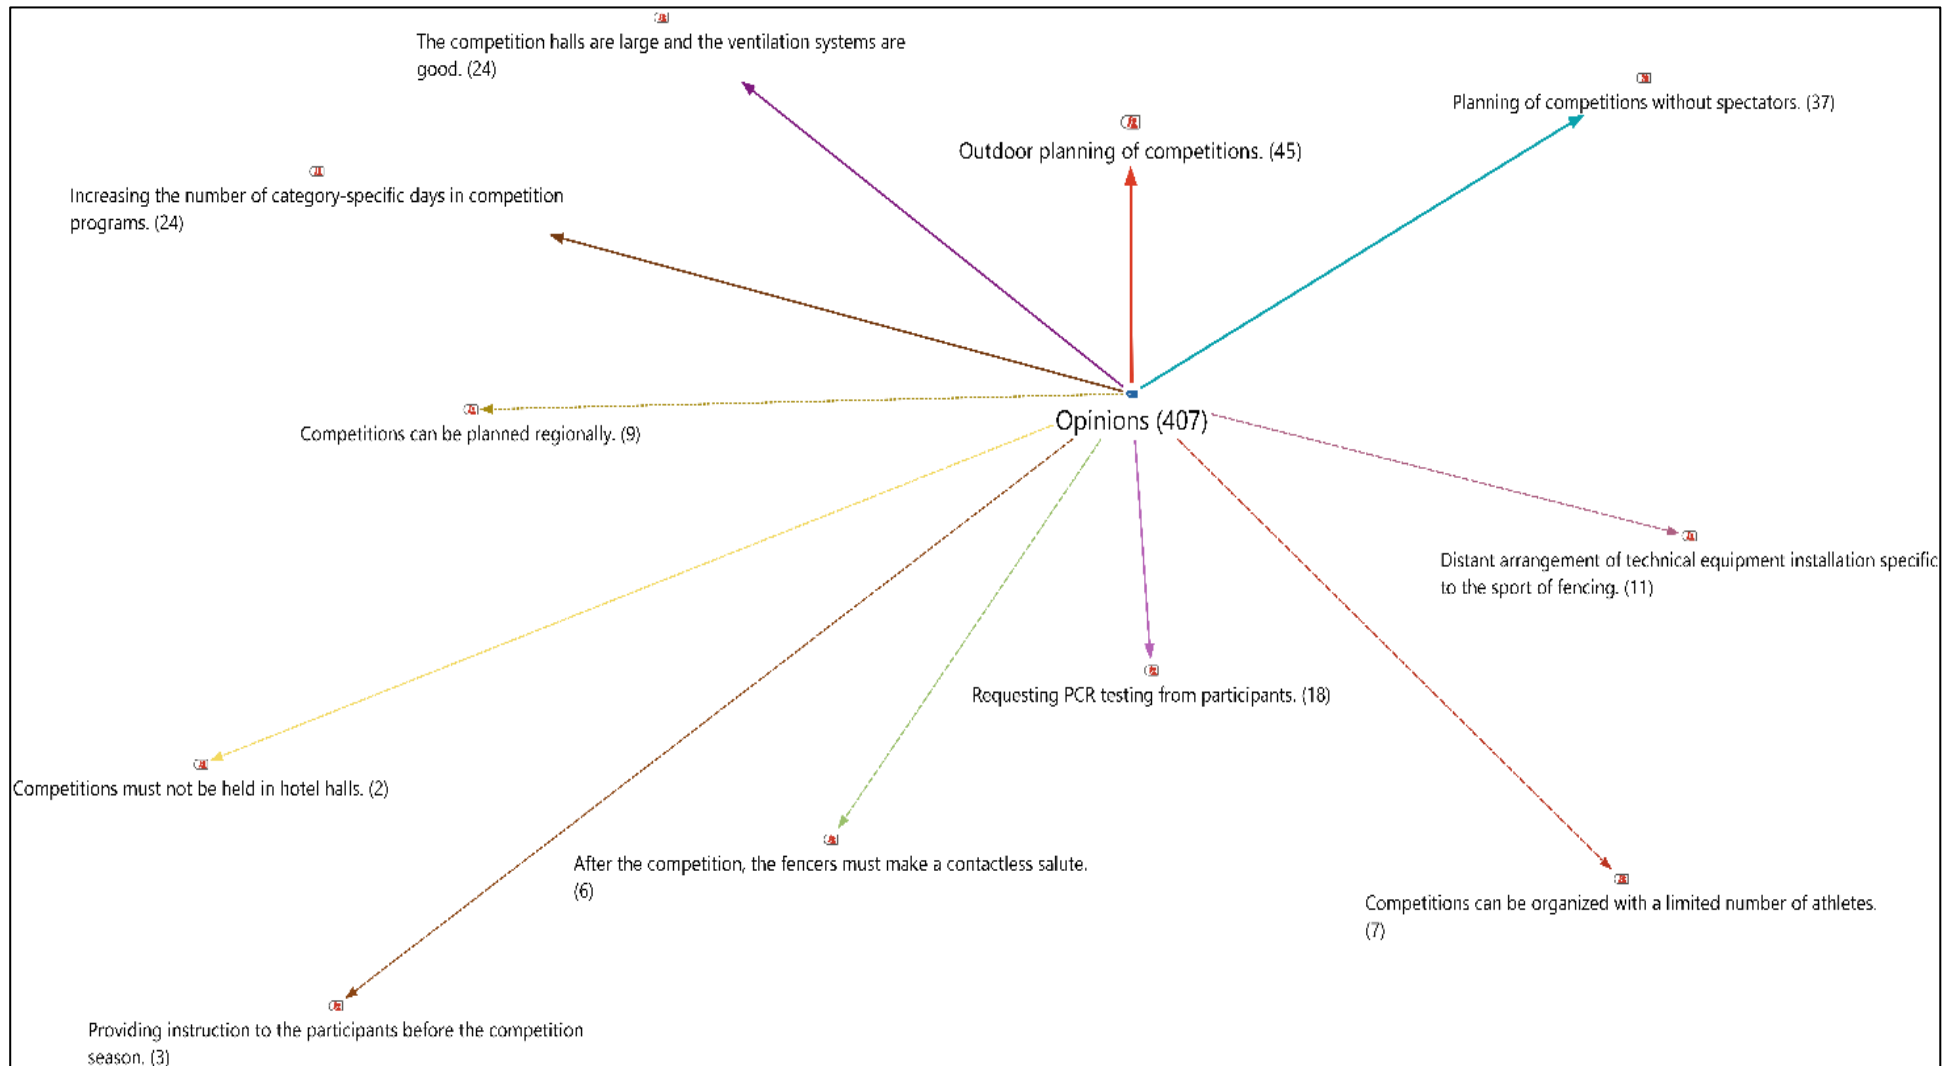 The competition halls are large and the ventilation systems are
good. (24)
Planning of competitions without spectators. (37)
Outdoor planning of competitions. (45)
Increasing the number of category-specific days in competition
programs. (24)
Opinions (407)
Competitions can be planned regionally. (9)
Distant arrangement of technical equipment installation specific
to the sport of fencing. (11)
Requesting PCR testing from participants. (18)
Competitions must not be held in hotel halls. (2)
After the competition, the fencers must make a contactless salute.
(6)
Competitions can be organized with a limited number of athletes.
(7)
Providing instruction to the participants before the competition
season. (3)